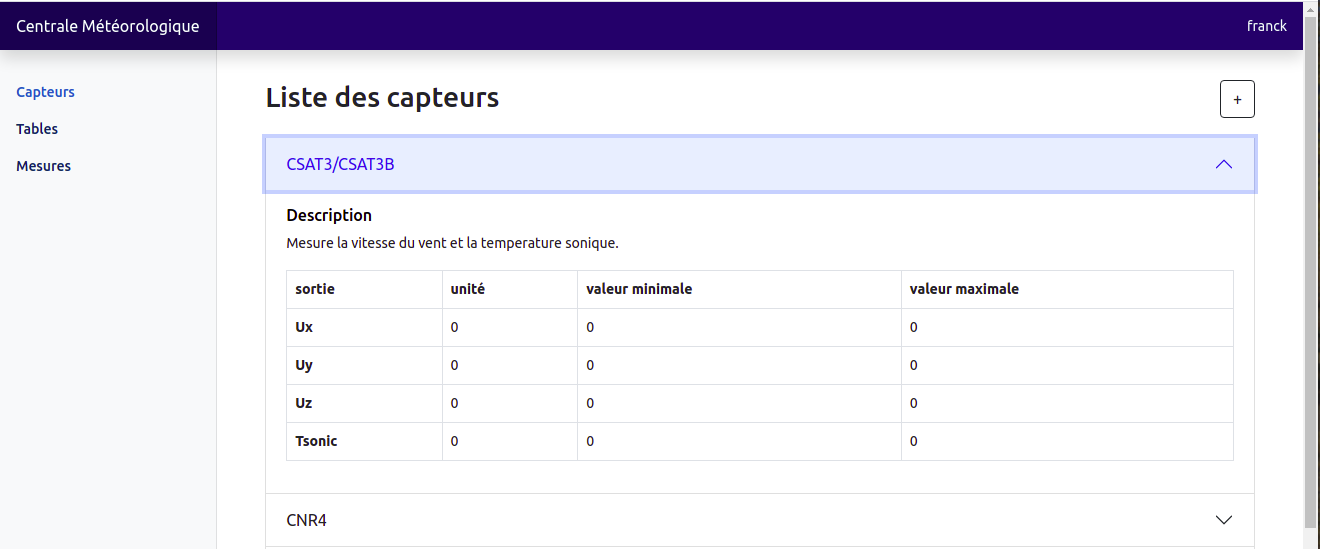 Centrale Météorologique
franck
Capteurs
Tables
Mesures
Liste des capteurs
+
CSAT3/CSAT3B
Description
Mesure la vitesse du vent et la temperature sonique.
sortie unité valeur minimale valeur maximale
Ux 0 0 0
Uy 0 0 0
Uz 0 0 0
Tsonic 0 0 0
CNR4